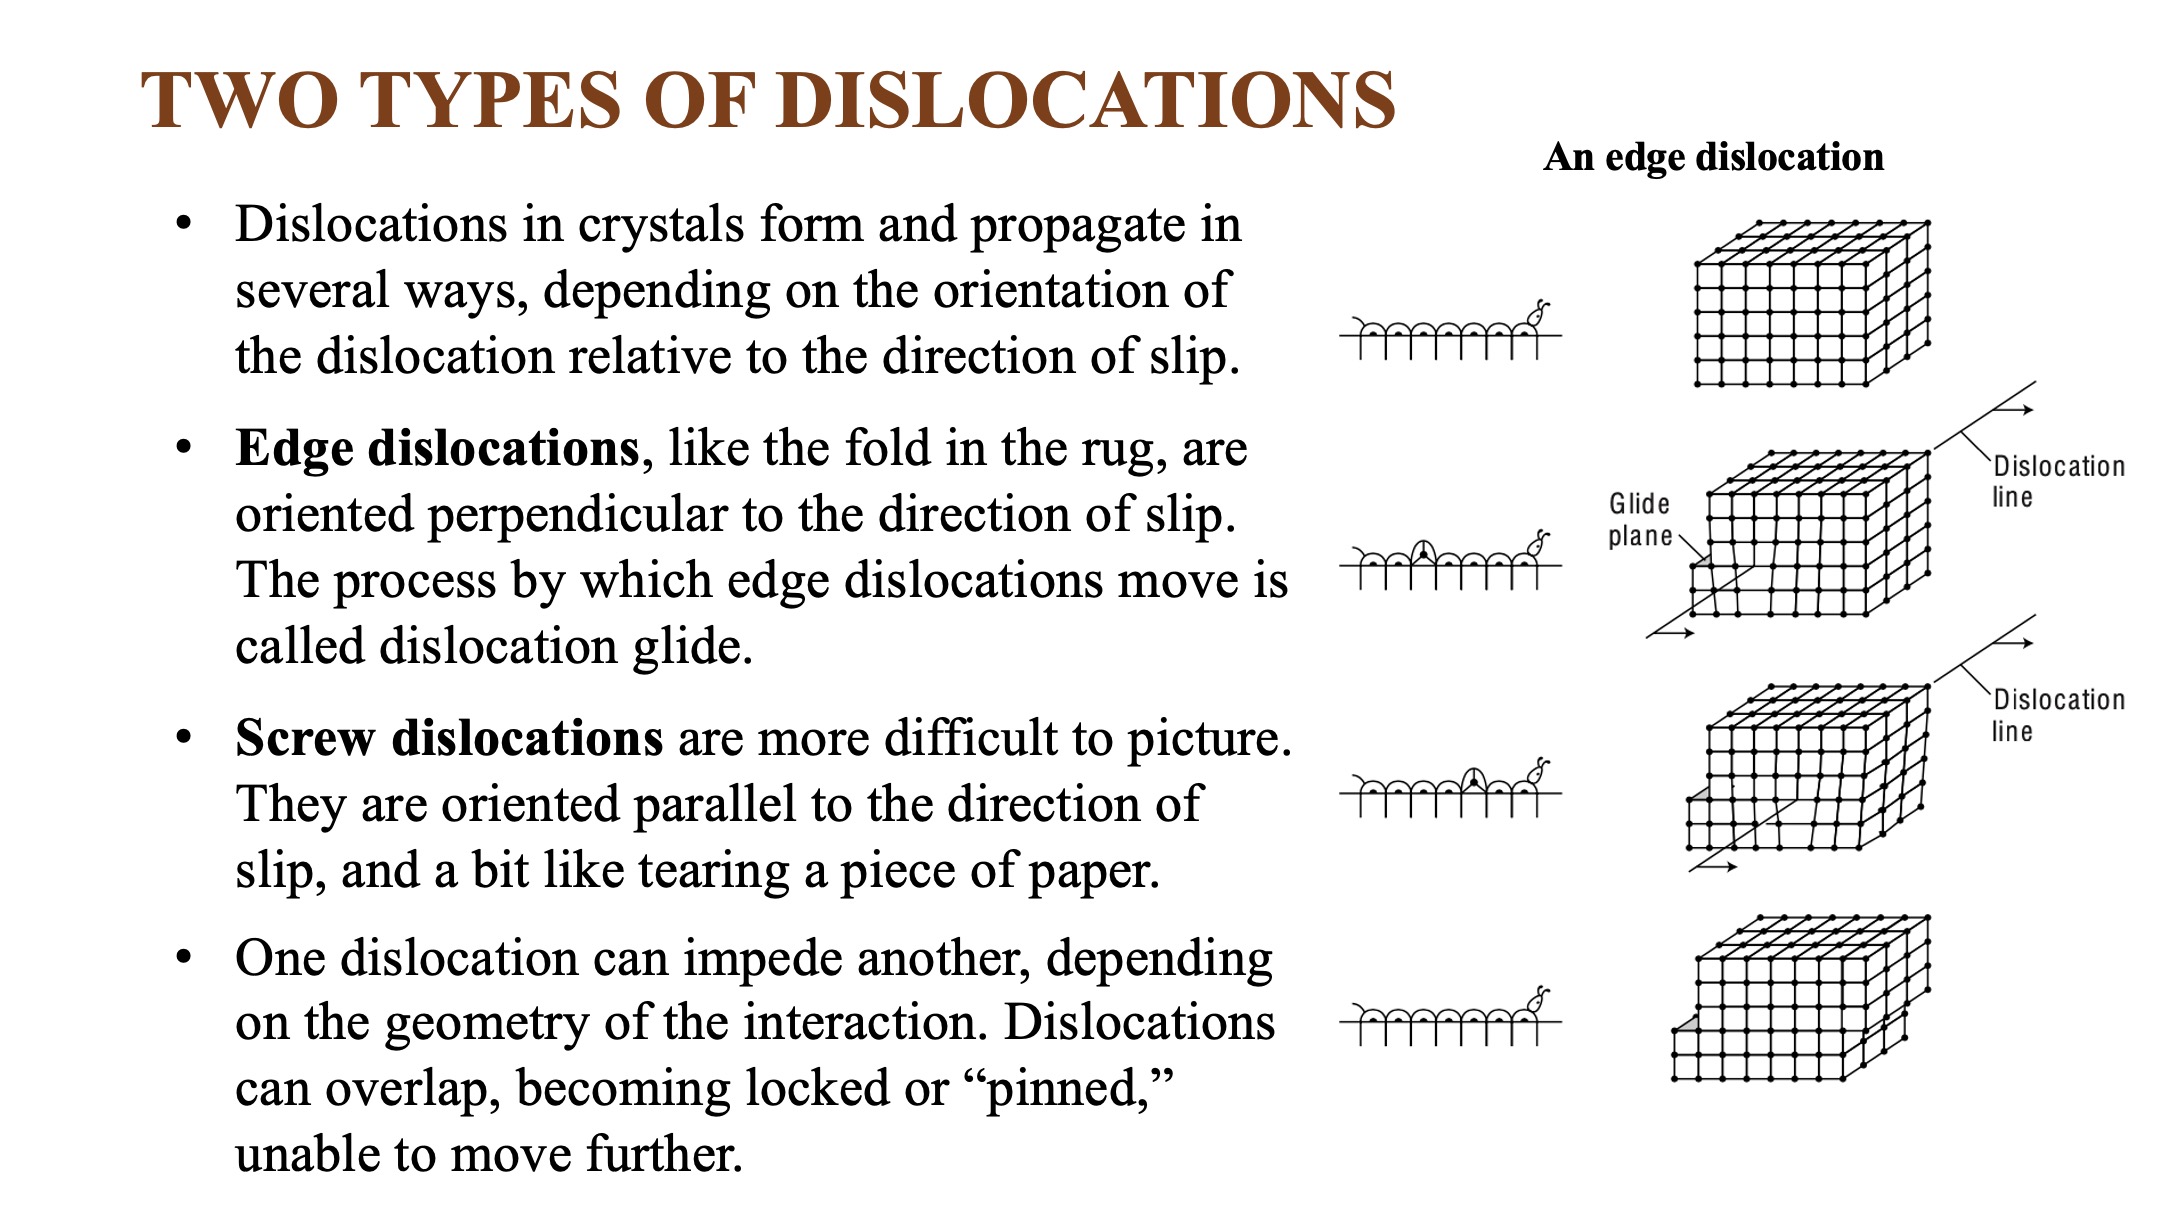 TWO TYPES OF DISLOCATIONS
An edge dislocation
• Dislocations in crystals form and propagate in
several ways, depending on the orientation of
the dislocation relative to the direction of slip.
• Edge dislocations, like the fold in the rug, are
oriented perpendicular to the direction of slip.
The process by which edge dislocations move is
called dislocation glide.
• Screw dislocations are more difficult to picture.
They are oriented parallel to the direction of
slip, and a bit like tearing a piece of paper.
• One dislocation can impede another, depending
on the geometry of the interaction. Dislocations
can overlap, becoming locked or “pinned,”
unable to move further.
Dislocation
line
Glide
plane
Dislocation
line